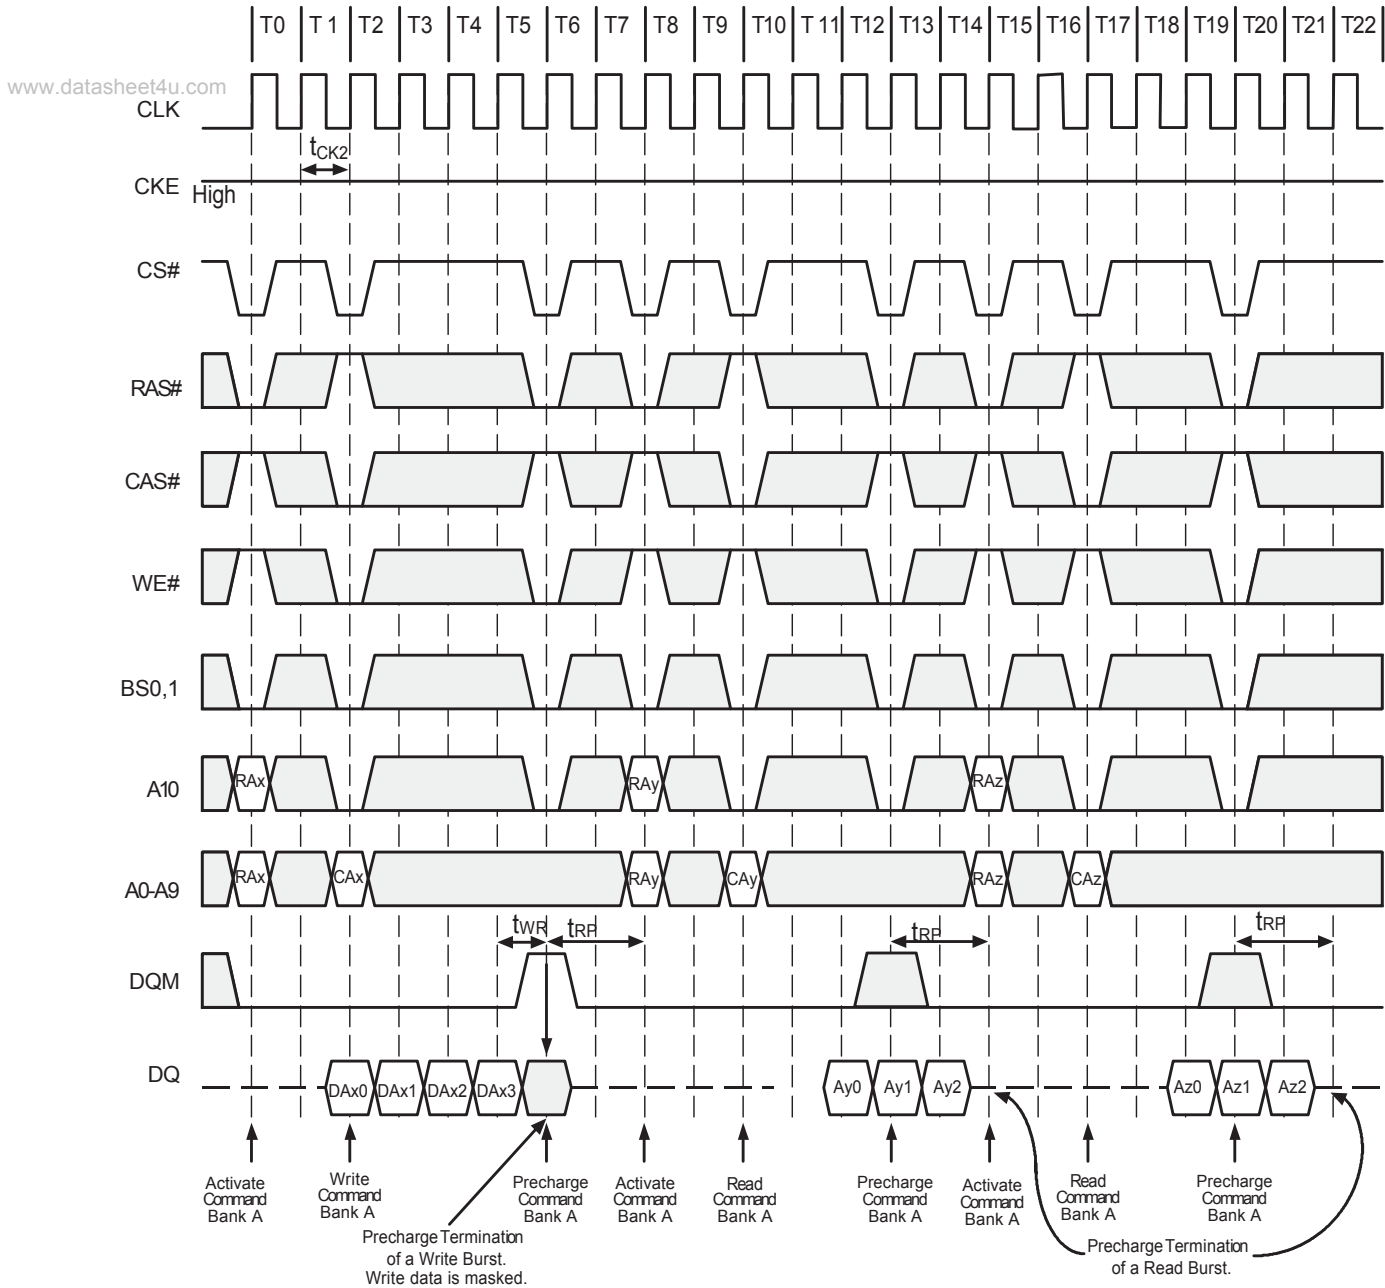 T0 T 1 T2 T3 T4 T5 T6 T7 T8 T9 T10 T 11 T12 T13 T14 T15 T16 T17 T18 T19 T20 T21 T22
www.datasheet4u.com
CLK
tCK2
CKE High
CS#
RAS#
CAS#
WE#
BS0,1
A10 RAx RAy RAz
A0-A9 RAx CAx RAy CAy RAz CAz
tWR tRP tRP tRP
DQM
DQ DAx0 DAx1 DAx2 DAx3 Ay0 Ay1 Ay2 Az0 Az1 Az2
Activate
Command
Bank A
Write
Command
Bank A
Precharge
Command
Bank A
Activate
Command
Bank A
Read
Command
Bank A
Precharge
Command
Bank A
Activate
Command
Bank A
Read
Command
Bank A
Precharge
Command
Bank A
Precharge Termination
of a Write Burst.
Write data is masked.
Precharge Termination
of a Read Burst.